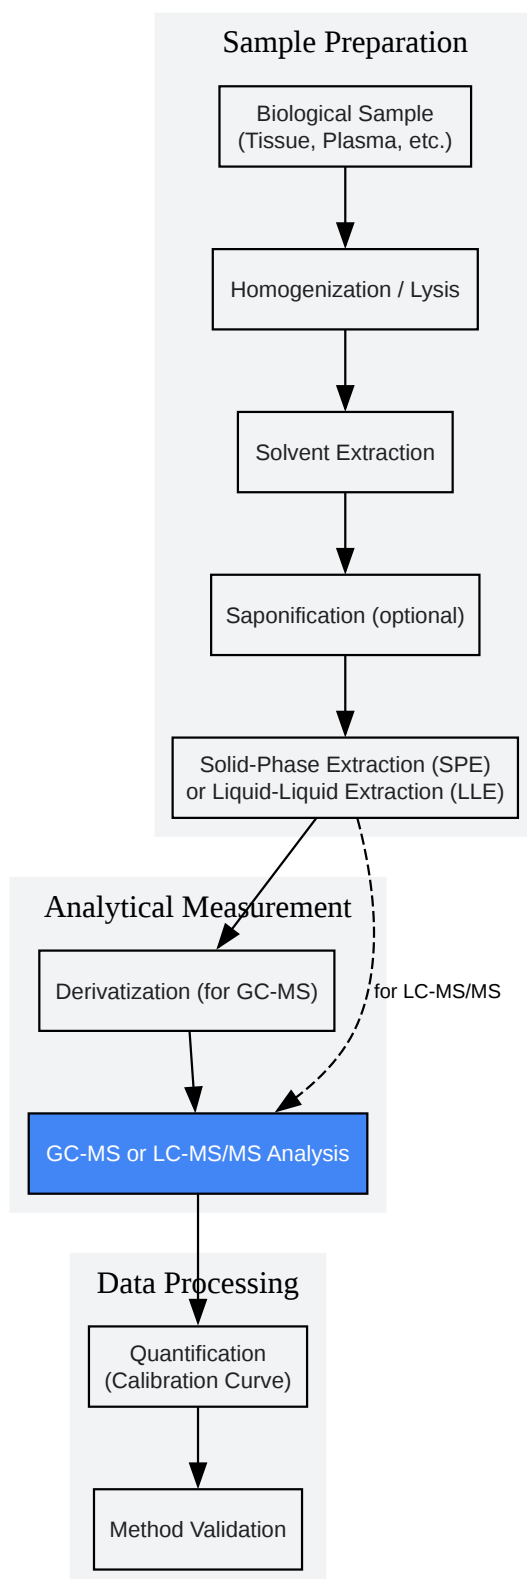 Sample Preparation
Biological Sample
(Tissue, Plasma, etc.)
Homogenization / Lysis
Solvent Extraction
Saponification (optional)
Solid-Phase Extraction (SPE)
or Liquid-Liquid Extraction (LLE)
Analytical Measurement
Derivatization (for GC-MS)
for LC-MS/MS
GC-MS or LC-MS/MS Analysis
Data Processing
Quantification
(Calibration Curve)
Method Validation